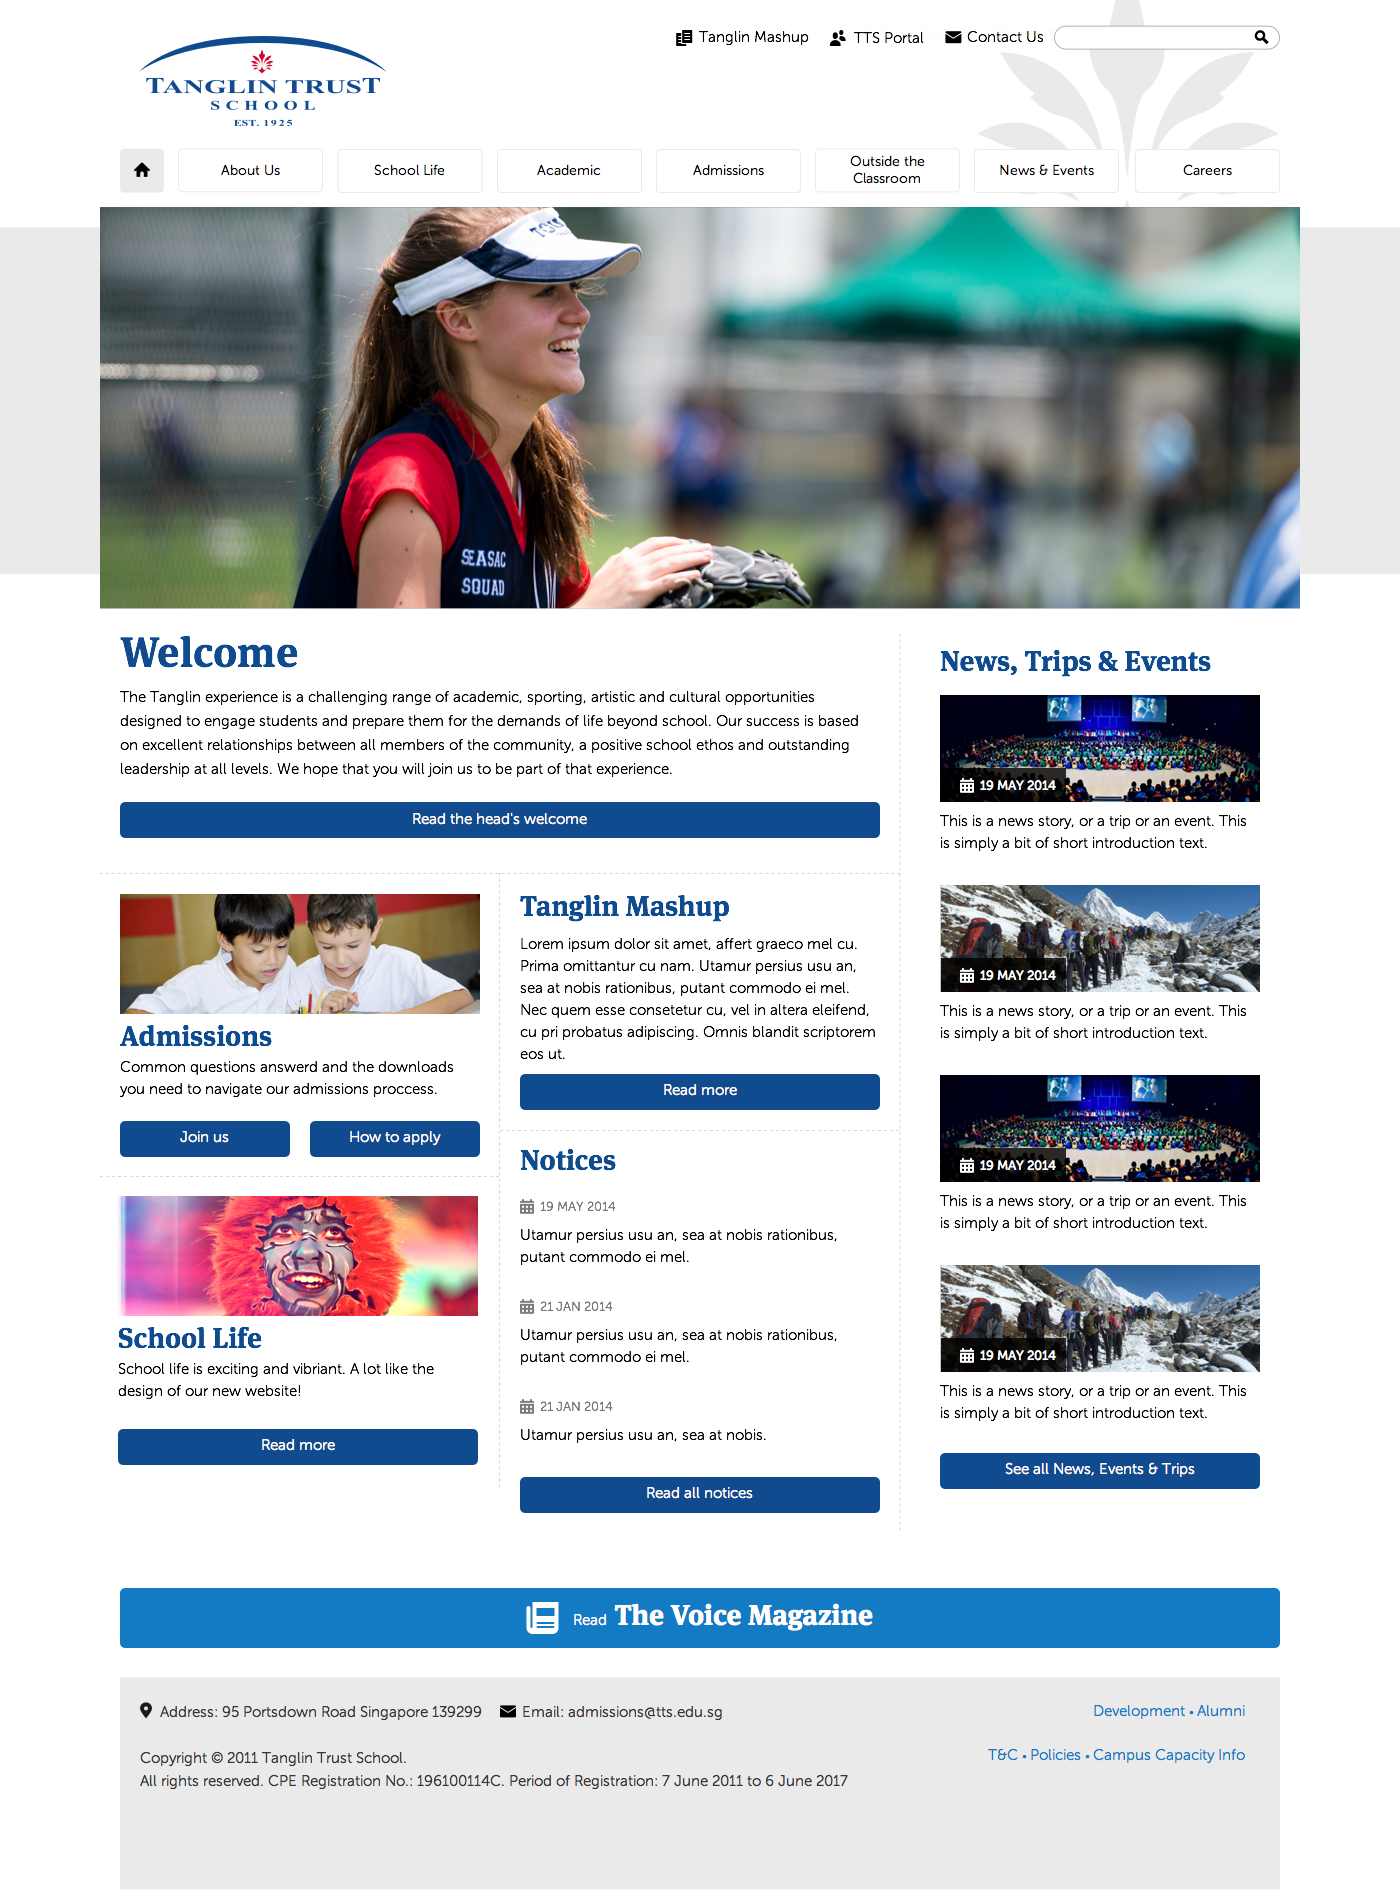 Tanglin Mashup
TTS Portal
Contact Us
TANGLIN TRUST
SCHOOL
EST. 1925
About Us
School Life
Academic
Admissions
Outside the
Classroom
News & Events
Careers
SEASAC
SQUAD
Welcome
The Tanglin experience is a challenging range of academic, sporting, artistic and cultural opportunities
designed to engage students and prepare them for the demands of life beyond school. Our success is based
on excellent relationships between all members of the community, a positive school ethos and outstanding
leadership at all levels. We hope that you will join us to be part of that experience.
Read the head's welcome
Admissions
Common questions answerd and the downloads
you need to navigate our admissions proccess.
Join us
How to apply
School Life
School life is exciting and vibriant. A lot like the
design of our new website!
Read more
Tanglin Mashup
Lorem ipsum dolor sit amet, affert graeco mel cu.
Prima omittantur cu nam. Utamur persius usu an,
sea at nobis rationibus, putant commodo ei mel.
Nec quem esse consetetur cu, vel in altera eleifend,
cu pri probatus adipiscing. Omnis blandit scriptorem
eos ut.
Read more
Notices
19 MAY 2014
Utamur persius usu an, sea at nobis rationibus,
putant commodo ei mel.
21 JAN 2014
Utamur persius usu an, sea at nobis rationibus,
putant commodo ei mel.
21 JAN 2014
Utamur persius usu an, sea at nobis.
Read all notices
News, Trips & Events
19 MAY 2014
This is a news story, or a trip or an event. This
is simply a bit of short introduction text.
19 MAY 2014
This is a news story, or a trip or an event. This
is simply a bit of short introduction text.
19 MAY 2014
This is a news story, or a trip or an event. This
is simply a bit of short introduction text.
19 MAY 2014
This is a news story, or a trip or an event. This
is simply a bit of short introduction text.
See all News, Events & Trips
Read The Voice Magazine
Address: 95 Portsdown Road Singapore 139299
Email: admissions@tts.edu.sg
Development • Alumni
T&C • Policies • Campus Capacity Info
Copyright © 2011 Tanglin Trust School.
All rights reserved. CPE Registration No.: 196100114C. Period of Registration: 7 June 2011 to 6 June 2017